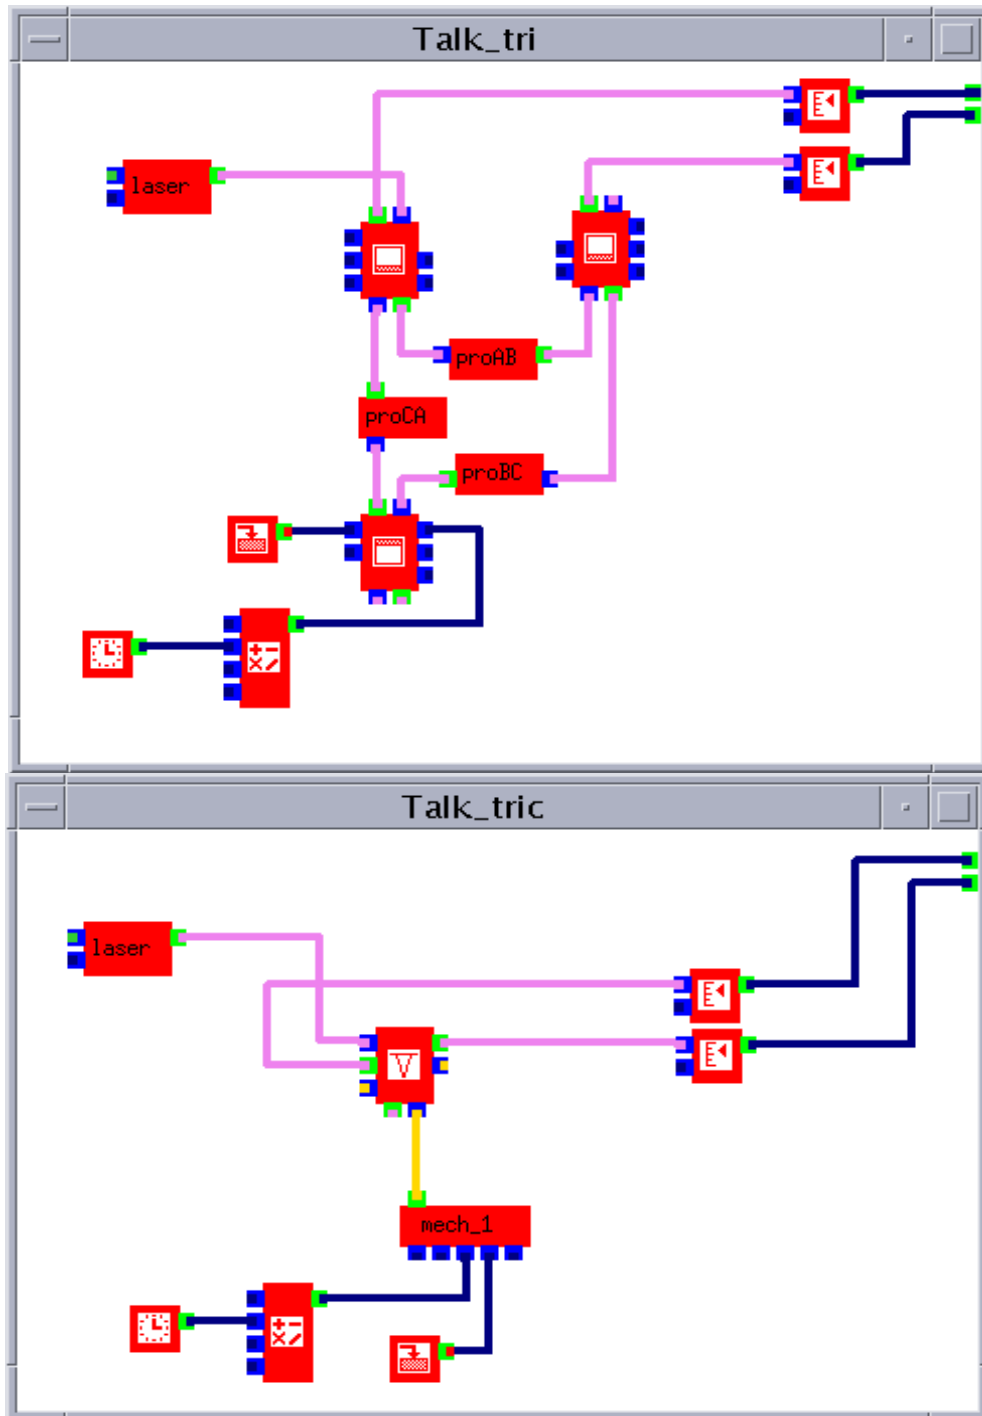 Talk_tri
laser
proAB
proCA
proBC
Talk_tric
laser
mech_1